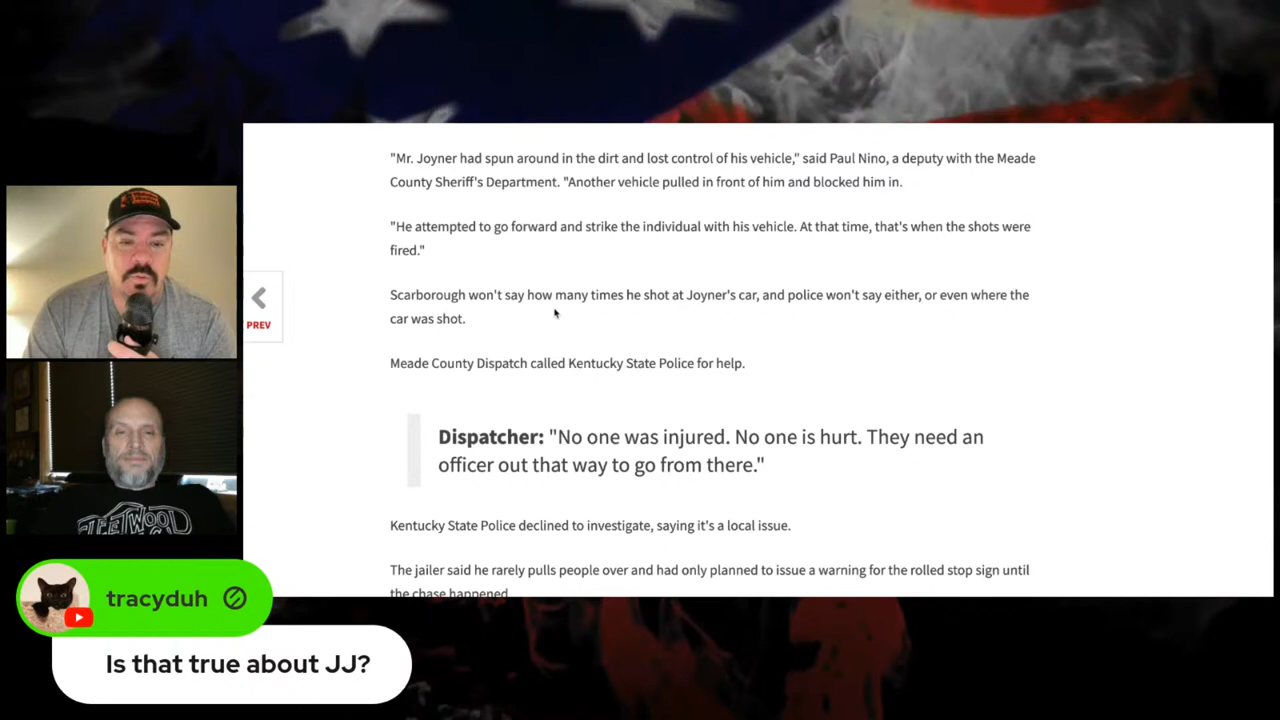 "Mr. Joyner had spun around in the dirt and lost control of his vehicle," said Paul Nino, a deputy with the Meade
County Sheriff's Department. "Another vehicle pulled in front of him and blocked him in.
"He attempted to go forward and strike the individual with his vehicle. At that time, that's when the shots were
fired."
Scarborough won't say how many times he shot at Joyner's car, and police won't say either, or even where the
car was shot.
PREV
Meade County Dispatch called Kentucky State Police for help.
Dispatcher: "No one was injured. No one is hurt. They need an
officer out that way to go from there."
Kentucky State Police declined to investigate, saying it's a local issue.
The jailer said he rarely pulls people over and had only planned to issue a warning for the rolled stop sign until
the chase happened
FLEETWOOD
tracyduh
Is that true about JJ?